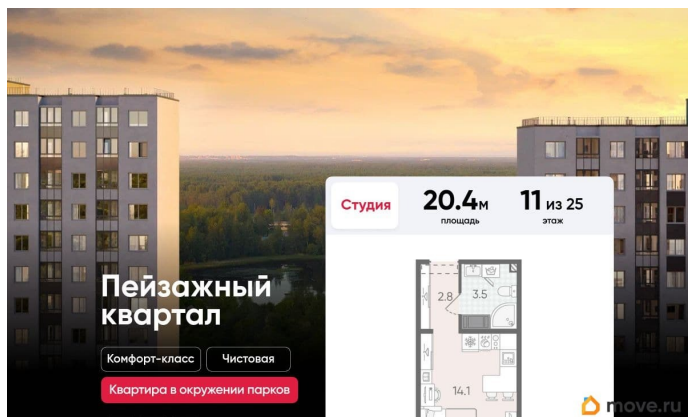 Студия
20.4м
площадь
11 из 25
этаж
Пейзажный
квартал
Комфорт-класс
Чистовая
Квартира в окружении парков
2.8
3.5
14.1
move.ru